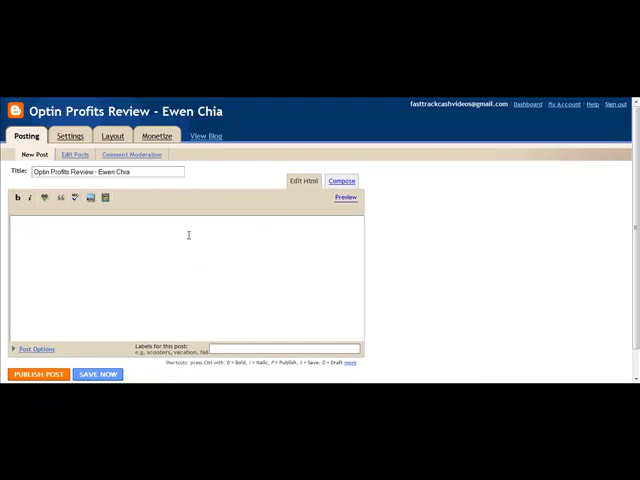 fasttrackcashvideos@gmail.com Dashboard My Account Help Sign out
Optin Profits Review - Ewen Chia
Posting Settings Layout Monetize View Blog
New Post Edit Posts Comment Moderation
Title: Optin Profits Review - Ewen Chia
Edit Html Compose
b i Preview
Labels for this post:
Post Options e.g. scooters, vacation, fall
Shortcuts: press Ctrl with: B = Bold, I = Italic, P = Publish, S = Save, D = Draft more
PUBLISH POST SAVE NOW